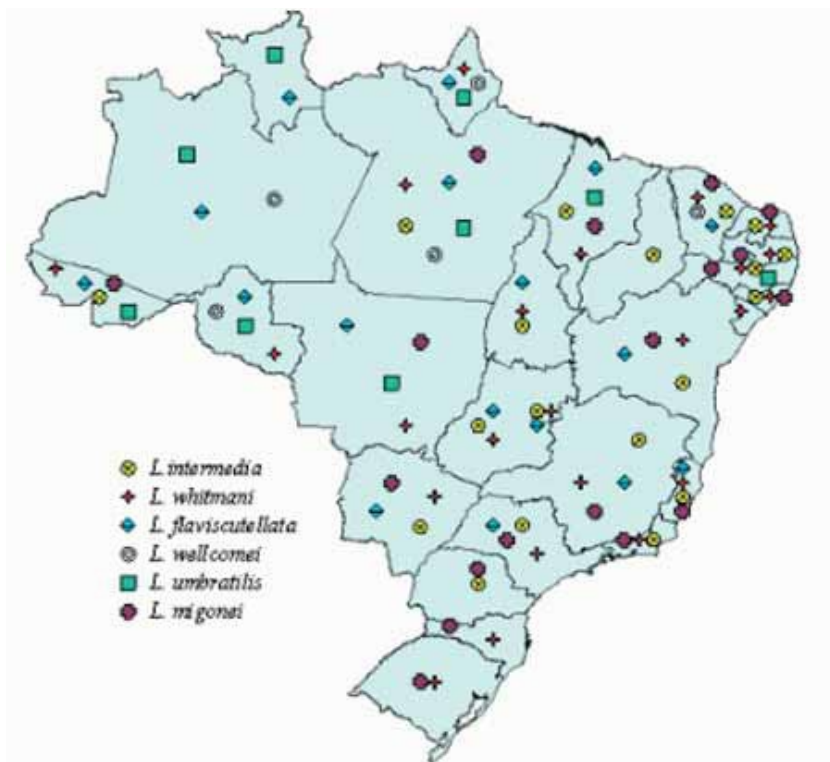 L. intermedia
L. whitmani
L. flaviscutellata
L. wellcomei
L. umbratilis
L. migonei